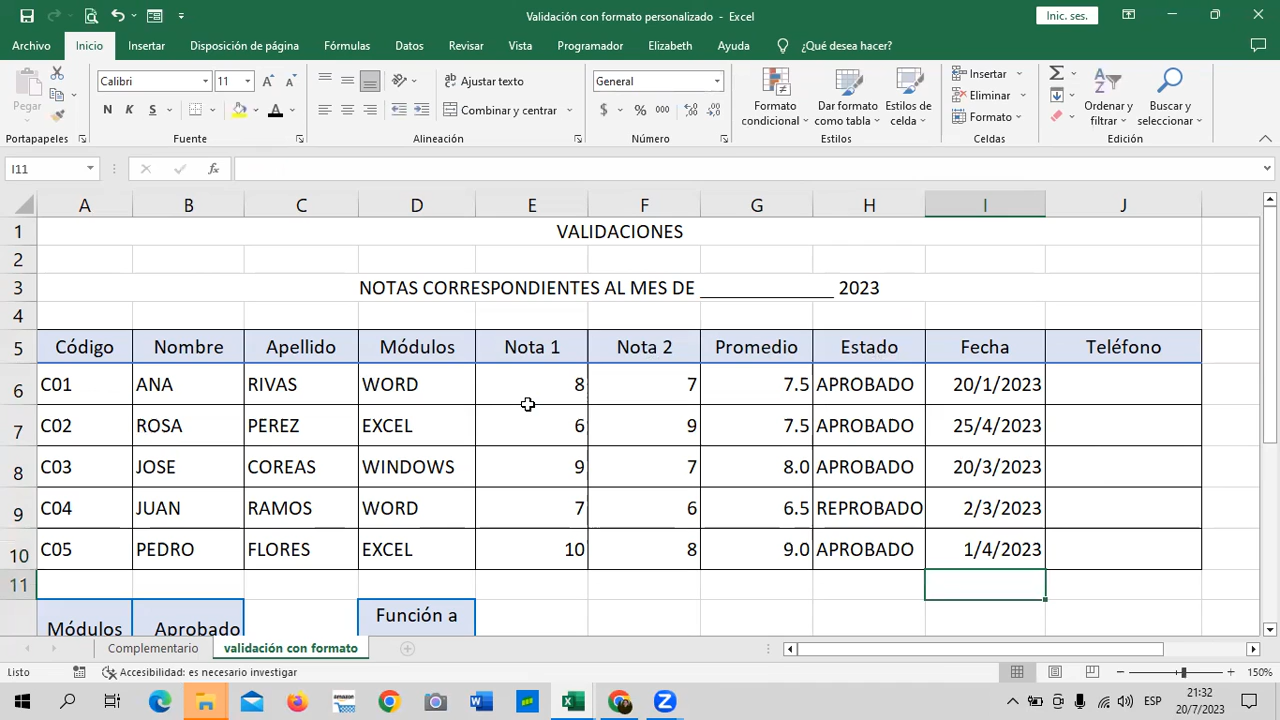 Validación con formato personalizado - Excel
Inic. ses.
Archivo Inicio Insertar Disposición de página Fórmulas Datos Revisar Vista Programador Elizabeth Ayuda ¿Qué desea hacer?
Pegar
Calibri 11
N K S
Ajustar texto
Combinar y centrar
General
$ % 000
Formato condicional
Dar formato como tabla
Estilos de celda
Insertar
Eliminar
Formato
Ordenar y filtrar
Buscar y seleccionar
Portapapeles Fuente Alineación Número Estilos Celdas Edición
I11 fx
A B C D E F G H I J
1 VALIDACIONES
2
3 NOTAS CORRESPONDIENTES AL MES DE ______________ 2023
4
5 Código Nombre Apellido Módulos Nota 1 Nota 2 Promedio Estado Fecha Teléfono
6 C01 ANA RIVAS WORD 8 7 7.5 APROBADO 20/1/2023
7 C02 ROSA PEREZ EXCEL 6 9 7.5 APROBADO 25/4/2023
8 C03 JOSE COREAS WINDOWS 9 7 8.0 APROBADO 20/3/2023
9 C04 JUAN RAMOS WORD 7 6 6.5 REPROBADO 2/3/2023
10 C05 PEDRO FLORES EXCEL 10 8 9.0 APROBADO 1/4/2023
11
Módulos Aprobado Función a
Complementario validación con formato
Listo Accesibilidad: es necesario investigar 150%
ESP 21:32
20/7/2023